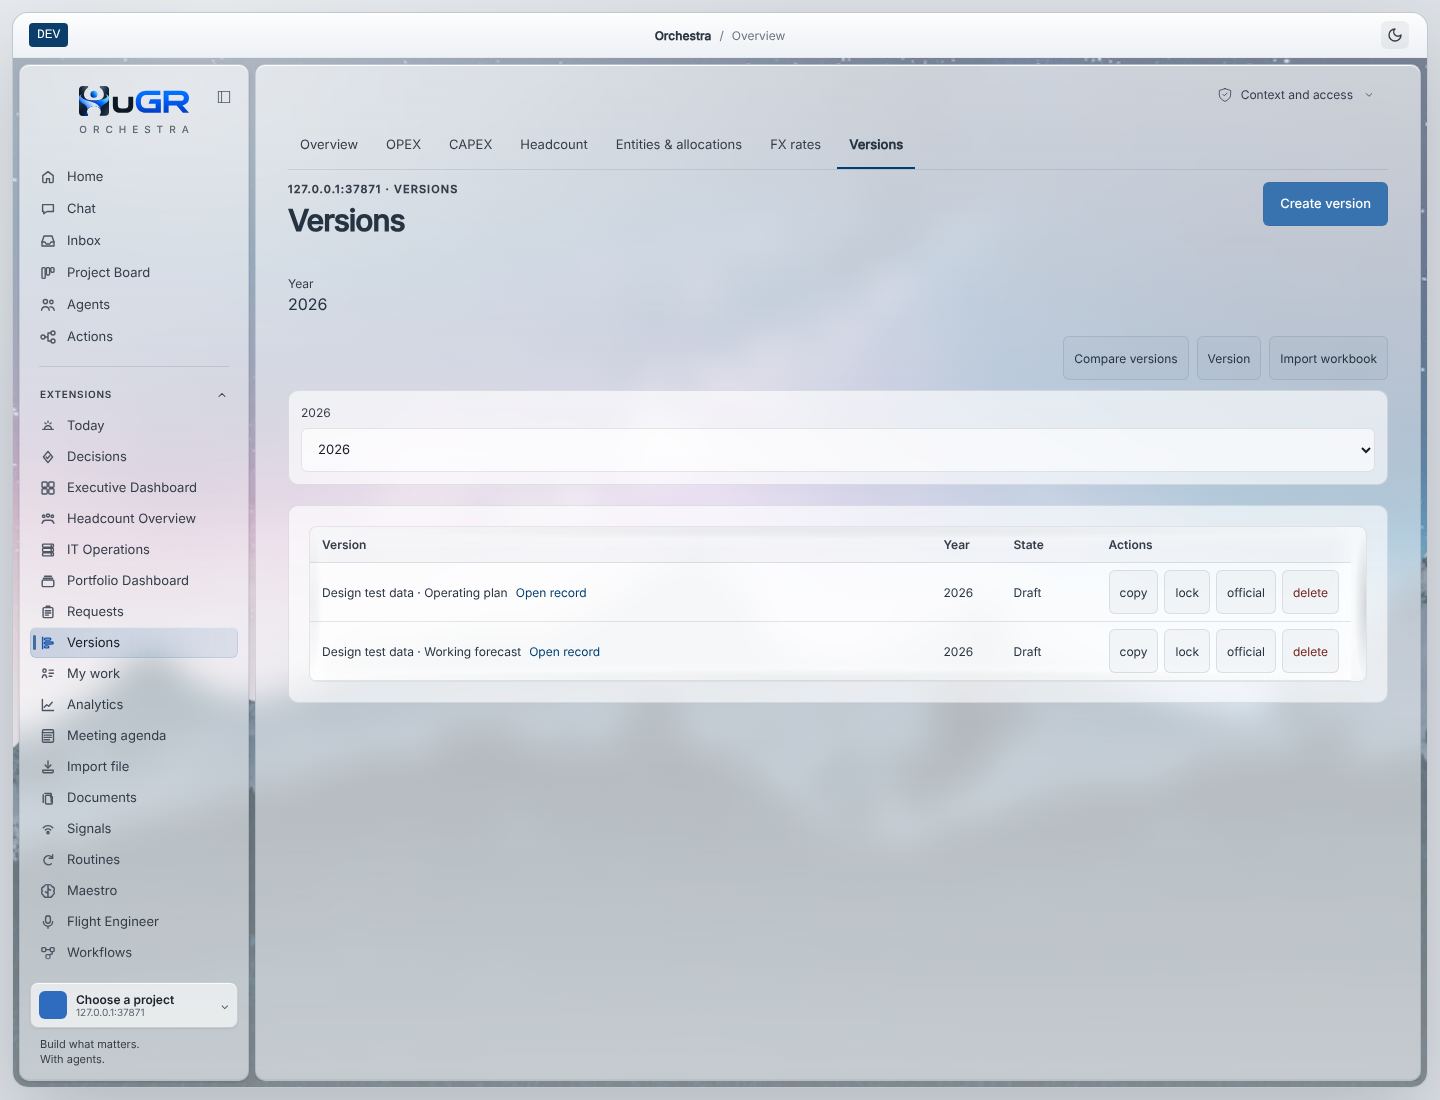 DEV
Orchestra / Overview
HuGR
ORCHESTRA
Home
Chat
Inbox
Project Board
Agents
Actions
EXTENSIONS
Today
Decisions
Executive Dashboard
Headcount Overview
IT Operations
Portfolio Dashboard
Requests
Versions
My work
Analytics
Meeting agenda
Import file
Documents
Signals
Routines
Maestro
Flight Engineer
Workflows
Choose a project
127.0.0.1:37871
Build what matters.
With agents.
Context and access
Overview OPEX CAPEX Headcount Entities & allocations FX rates Versions
127.0.0.1:37871 · VERSIONS
Versions
Create version
Year
2026
Compare versions Version Import workbook
2026
2026
Version Year State Actions
Design test data · Operating plan Open record 2026 Draft copy lock official delete
Design test data · Working forecast Open record 2026 Draft copy lock official delete